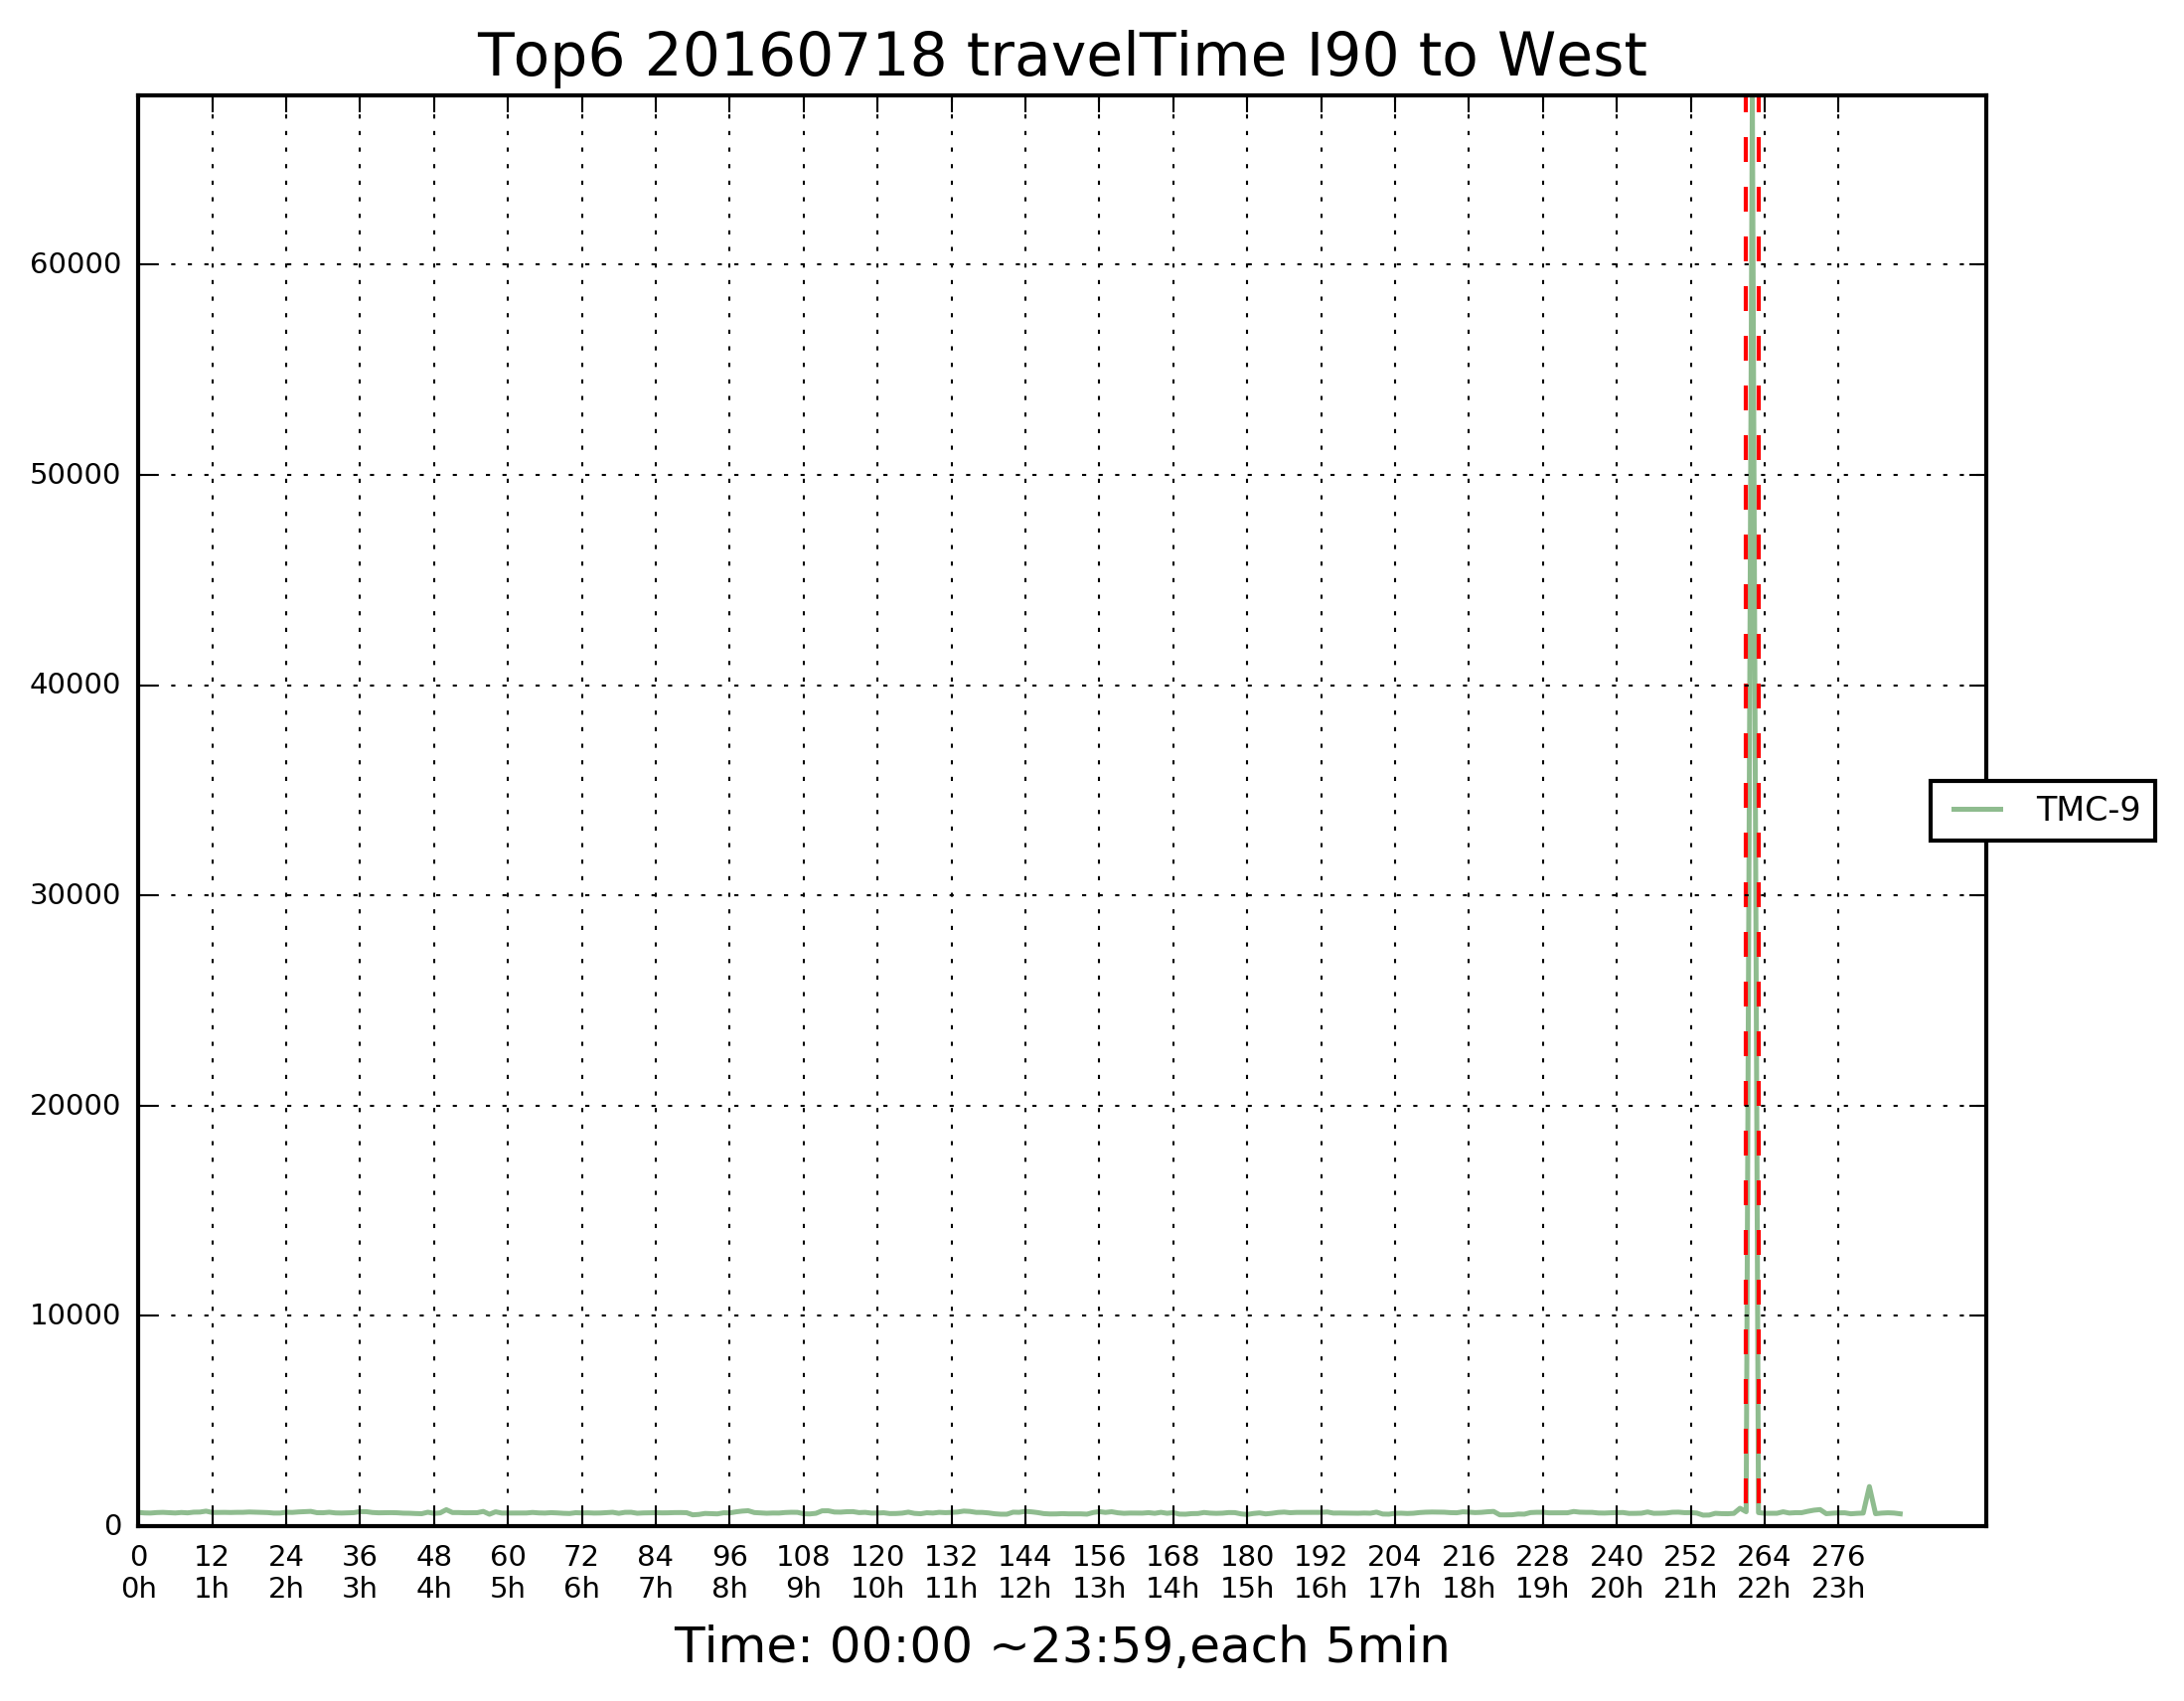 Top6 20160718 travelTime I90 to West
60000
50000
40000
30000
20000
10000
0
TMC-9
0 12 24 36 48 60 72 84 96 108 120 132 144 156 168 180 192 204 216 228 240 252 264 276
0h 1h 2h 3h 4h 5h 6h 7h 8h 9h 10h 11h 12h 13h 14h 15h 16h 17h 18h 19h 20h 21h 22h 23h
Time: 00:00 ~23:59,each 5min